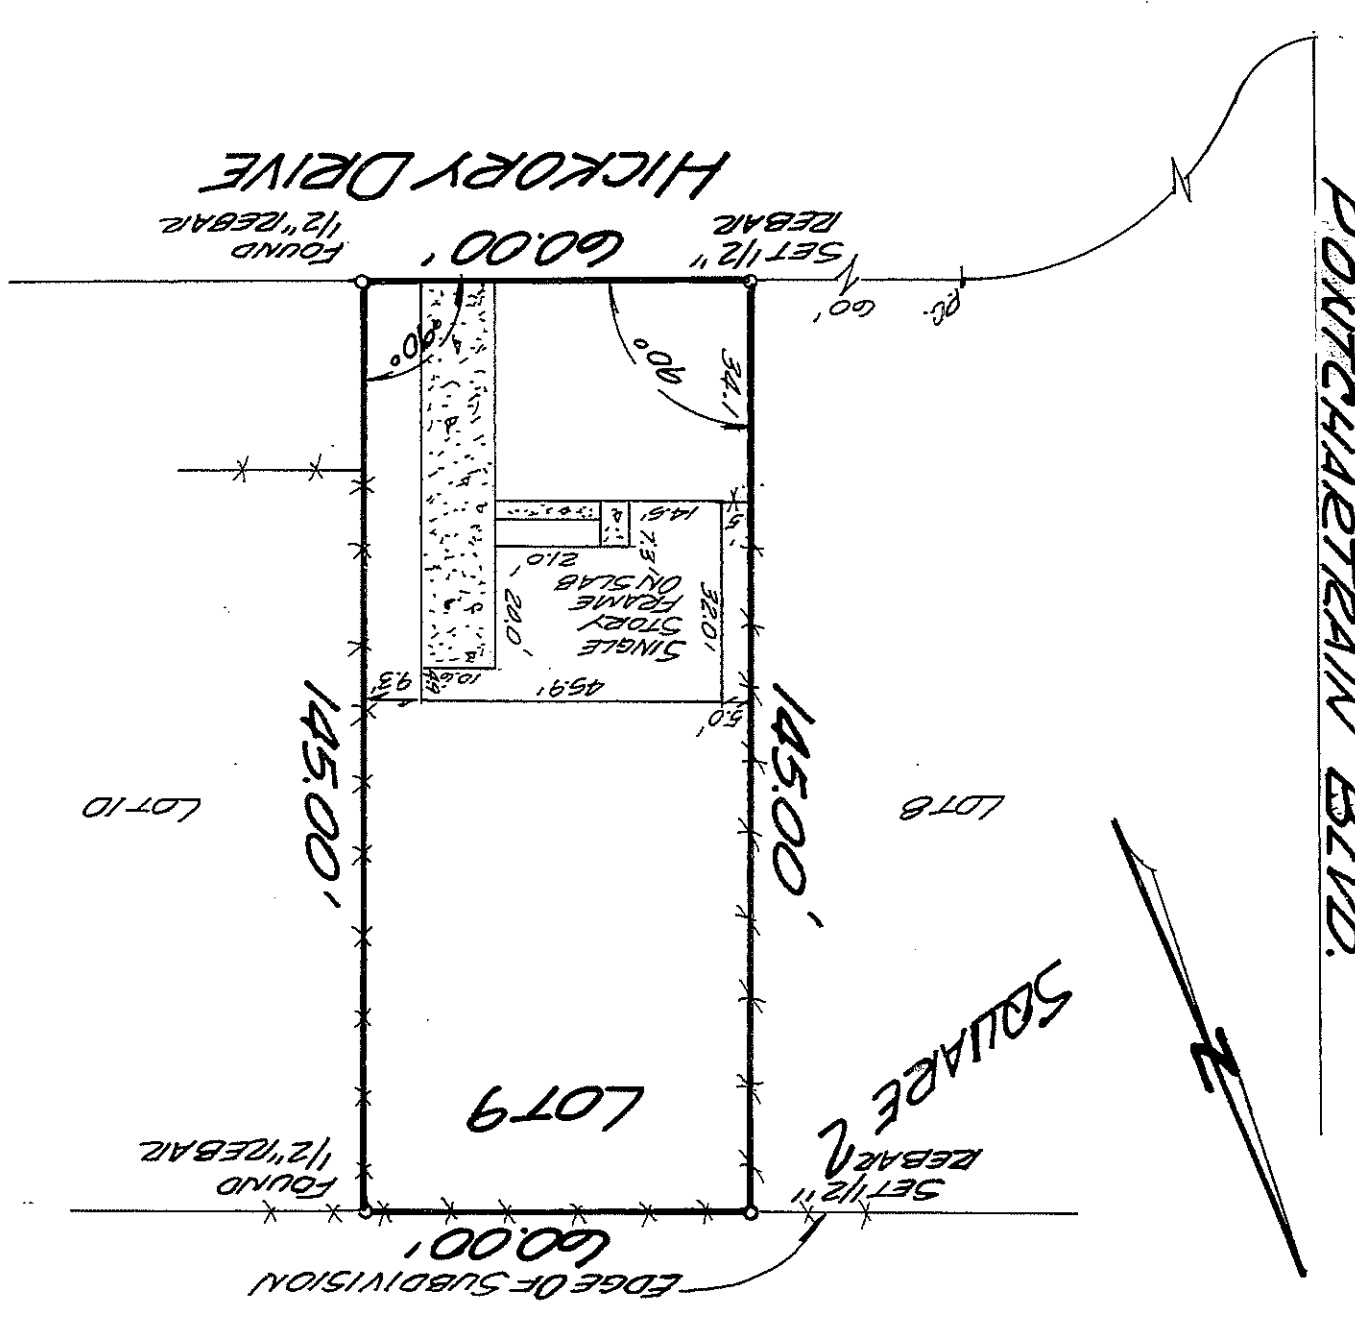 EDGE OF SUBDIVISION
60.00'
SET 1/2"
REBAR
FOUND
1/2" REBAR
SQUARE 2
LOT 9
LOT 8
LOT 10
145.00'
145.00'
5.0'
45.9'
10.6'
4.9
9.3'
SINGLE
STORY
FRAME
ON SLAB
32.0'
20.0'
21.0'
7.3'
14.5'
5'
34.1
90°
90°
P.C.
60'
SET 1/2"
REBAR
60.00'
FOUND
1/2" REBAR
HICKORY DRIVE
PONTCHARTRAIN BLVD.
N